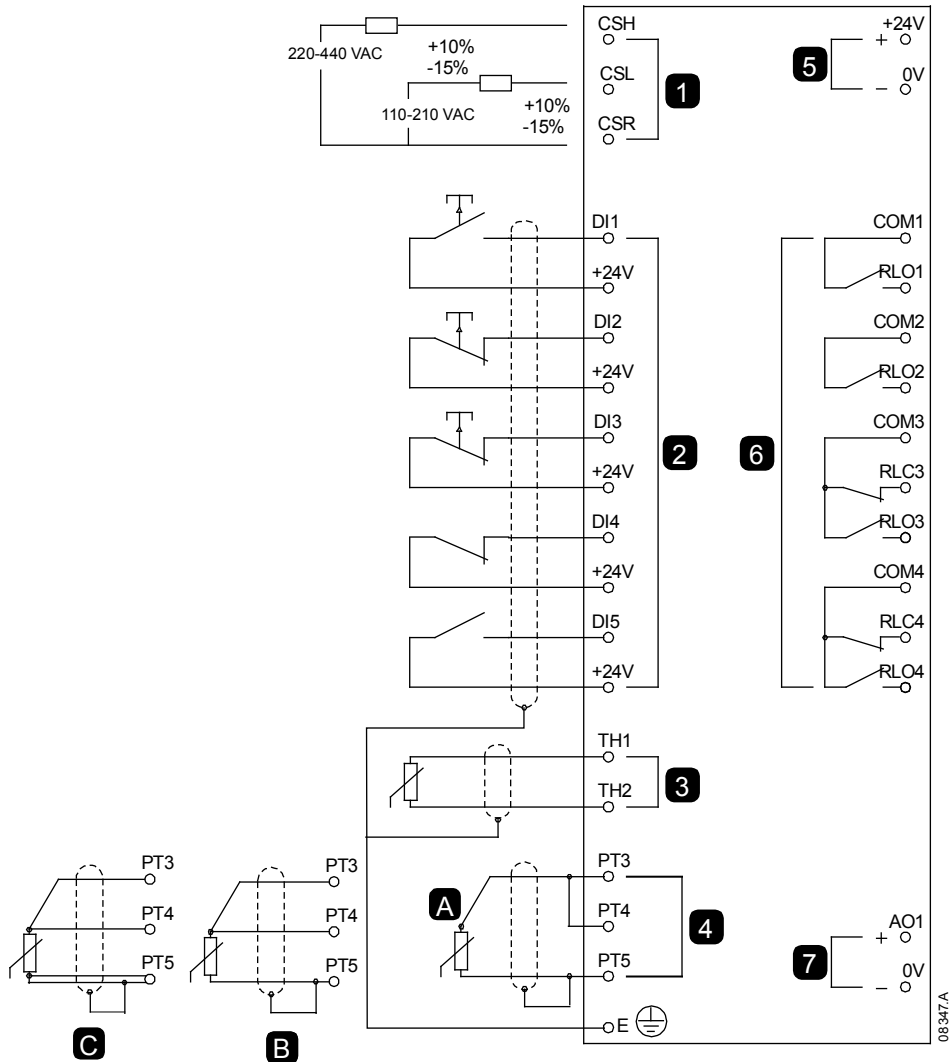 220-440 VAC
+10%
-15%
110-210 VAC
+10%
-15%
CSH
CSL
CSR
1
+24V
+
5
0V
−
DI1
+24V
DI2
+24V
DI3
+24V
DI4
+24V
DI5
+24V
2
6
COM1
RLO1
COM2
RLO2
COM3
RLC3
RLO3
COM4
RLC4
RLO4
TH1
TH2
3
PT3
PT4
PT5
C
PT3
PT4
PT5
B
A
PT3
PT4
PT5
4
E
AO1
+
7
0V
−
08347.A